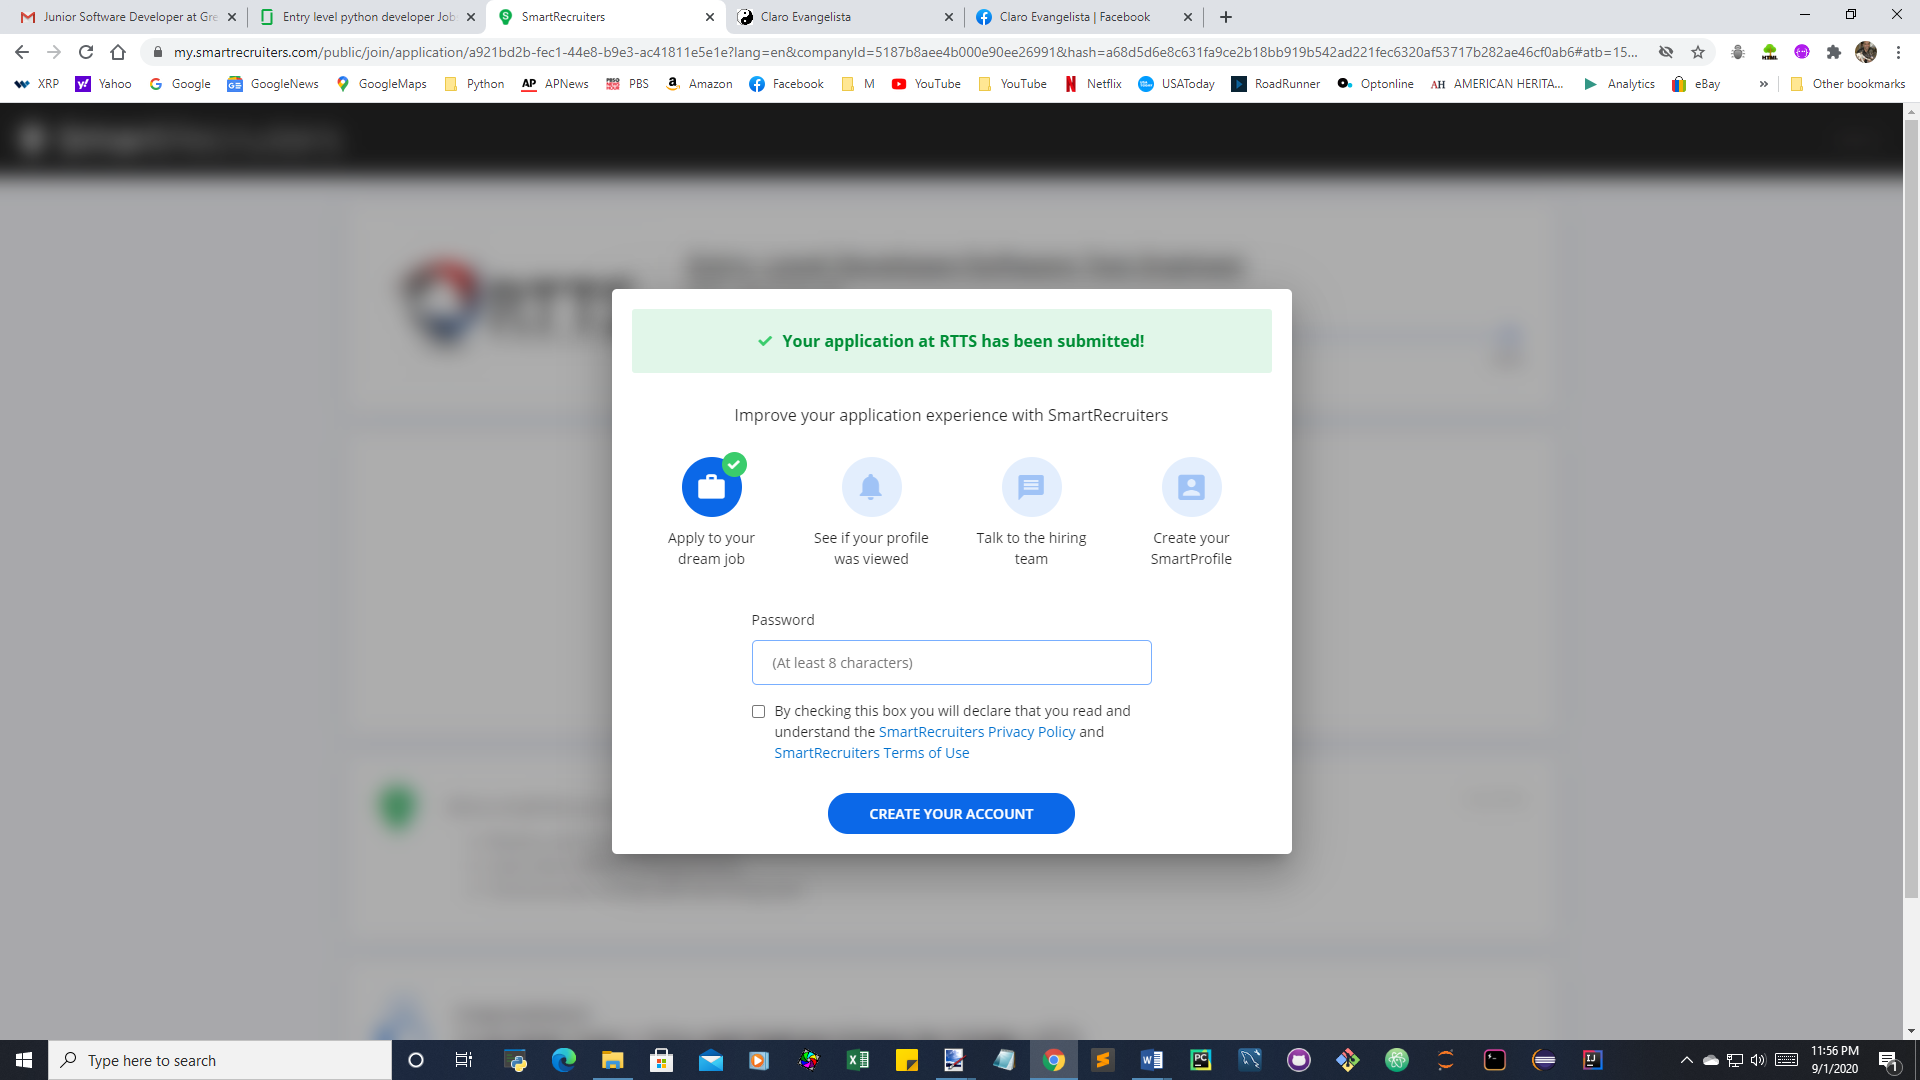 Junior Software Developer at Gre
Entry level python developer Job
SmartRecruiters
Claro Evangelista
Claro Evangelista | Facebook
my.smartrecruiters.com/public/join/application/a921bd2b-fec1-44e8-b9e3-ac41811e5e1e?lang=en&companyId=5187b8aee4b000e90ee26991&hash=a68d5d6e8c631fa9ce2b18bb919b542ad221fec6320af53717b282ae46cf0ab6#atb=15...
XRP Yahoo Google GoogleNews GoogleMaps Python APNews PBS Amazon Facebook M YouTube YouTube Netflix USAToday RoadRunner Optonline AMERICAN HERITA... Analytics eBay » Other bookmarks
Your application at RTTS has been submitted!
Improve your application experience with SmartRecruiters
Apply to your
dream job
See if your profile
was viewed
Talk to the hiring
team
Create your
SmartProfile
Password
(At least 8 characters)
By checking this box you will declare that you read and
understand the SmartRecruiters Privacy Policy and
SmartRecruiters Terms of Use
CREATE YOUR ACCOUNT
Type here to search
11:56 PM
9/1/2020
1